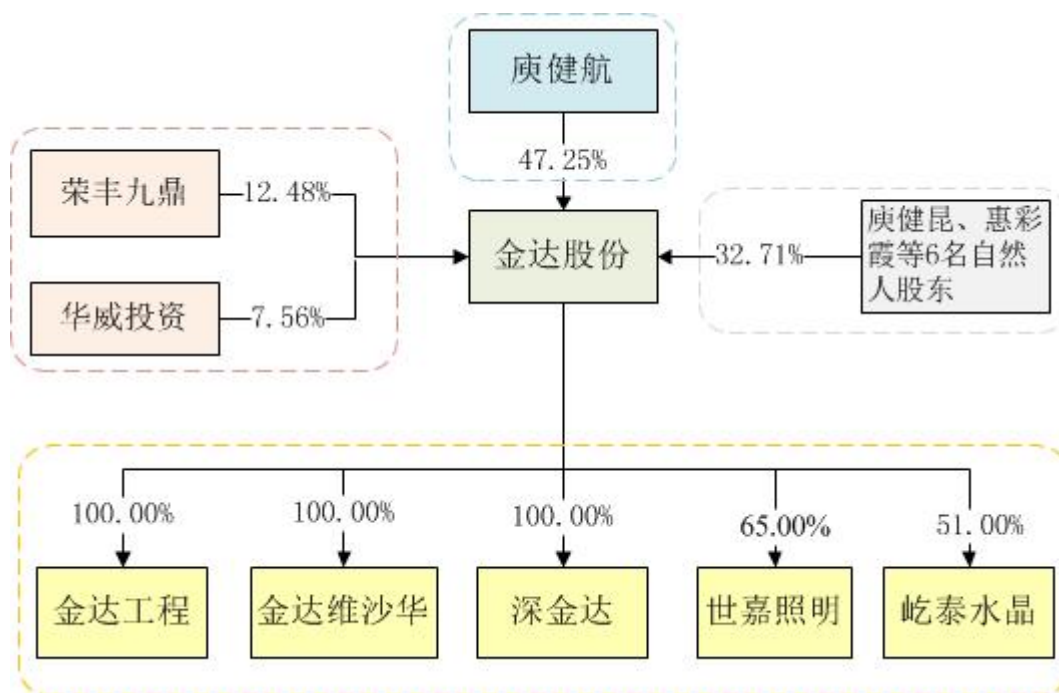 庾健航
47.25%
荣丰九鼎
12.48%
华威投资
7.56%
金达股份
32.71%
庾健昆、惠彩
霞等6名自然
人股东
100.00%
100.00%
100.00%
65.00%
51.00%
金达工程
金达维沙华
深金达
世嘉照明
屹泰水晶